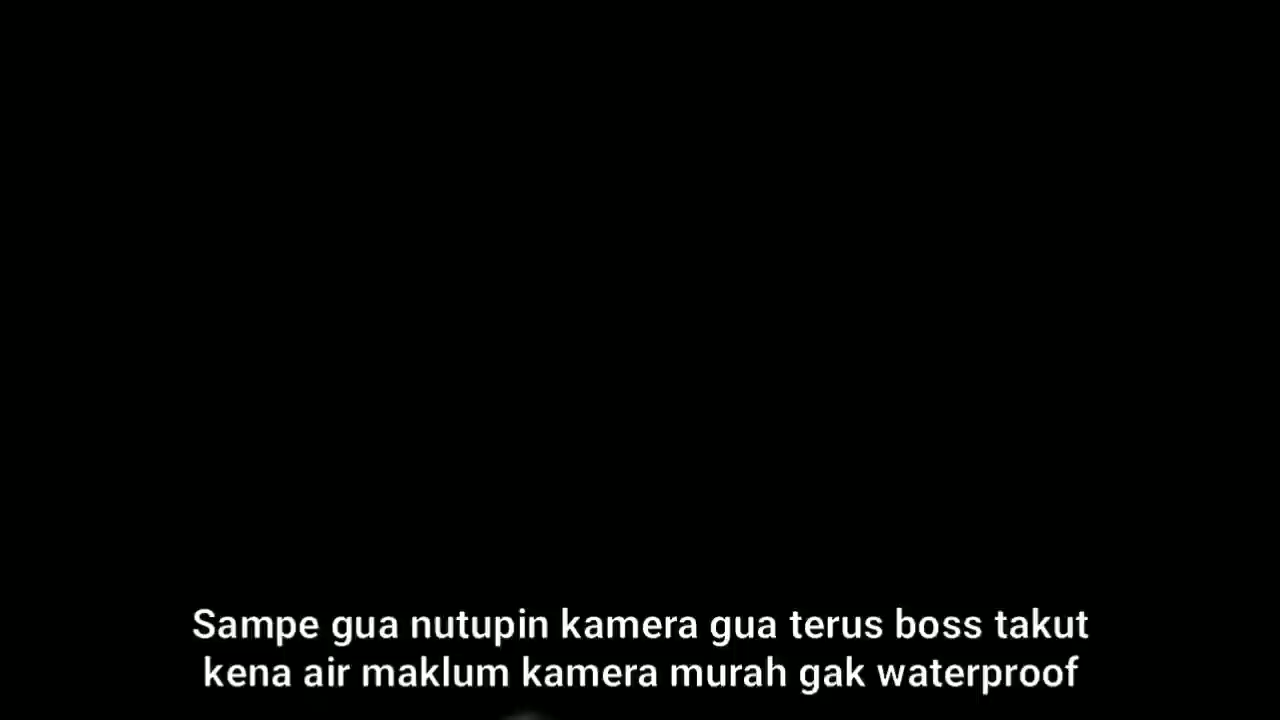 Sampe gua nutupin kamera gua terus boss takut
kena air maklum kamera murah gak waterproof